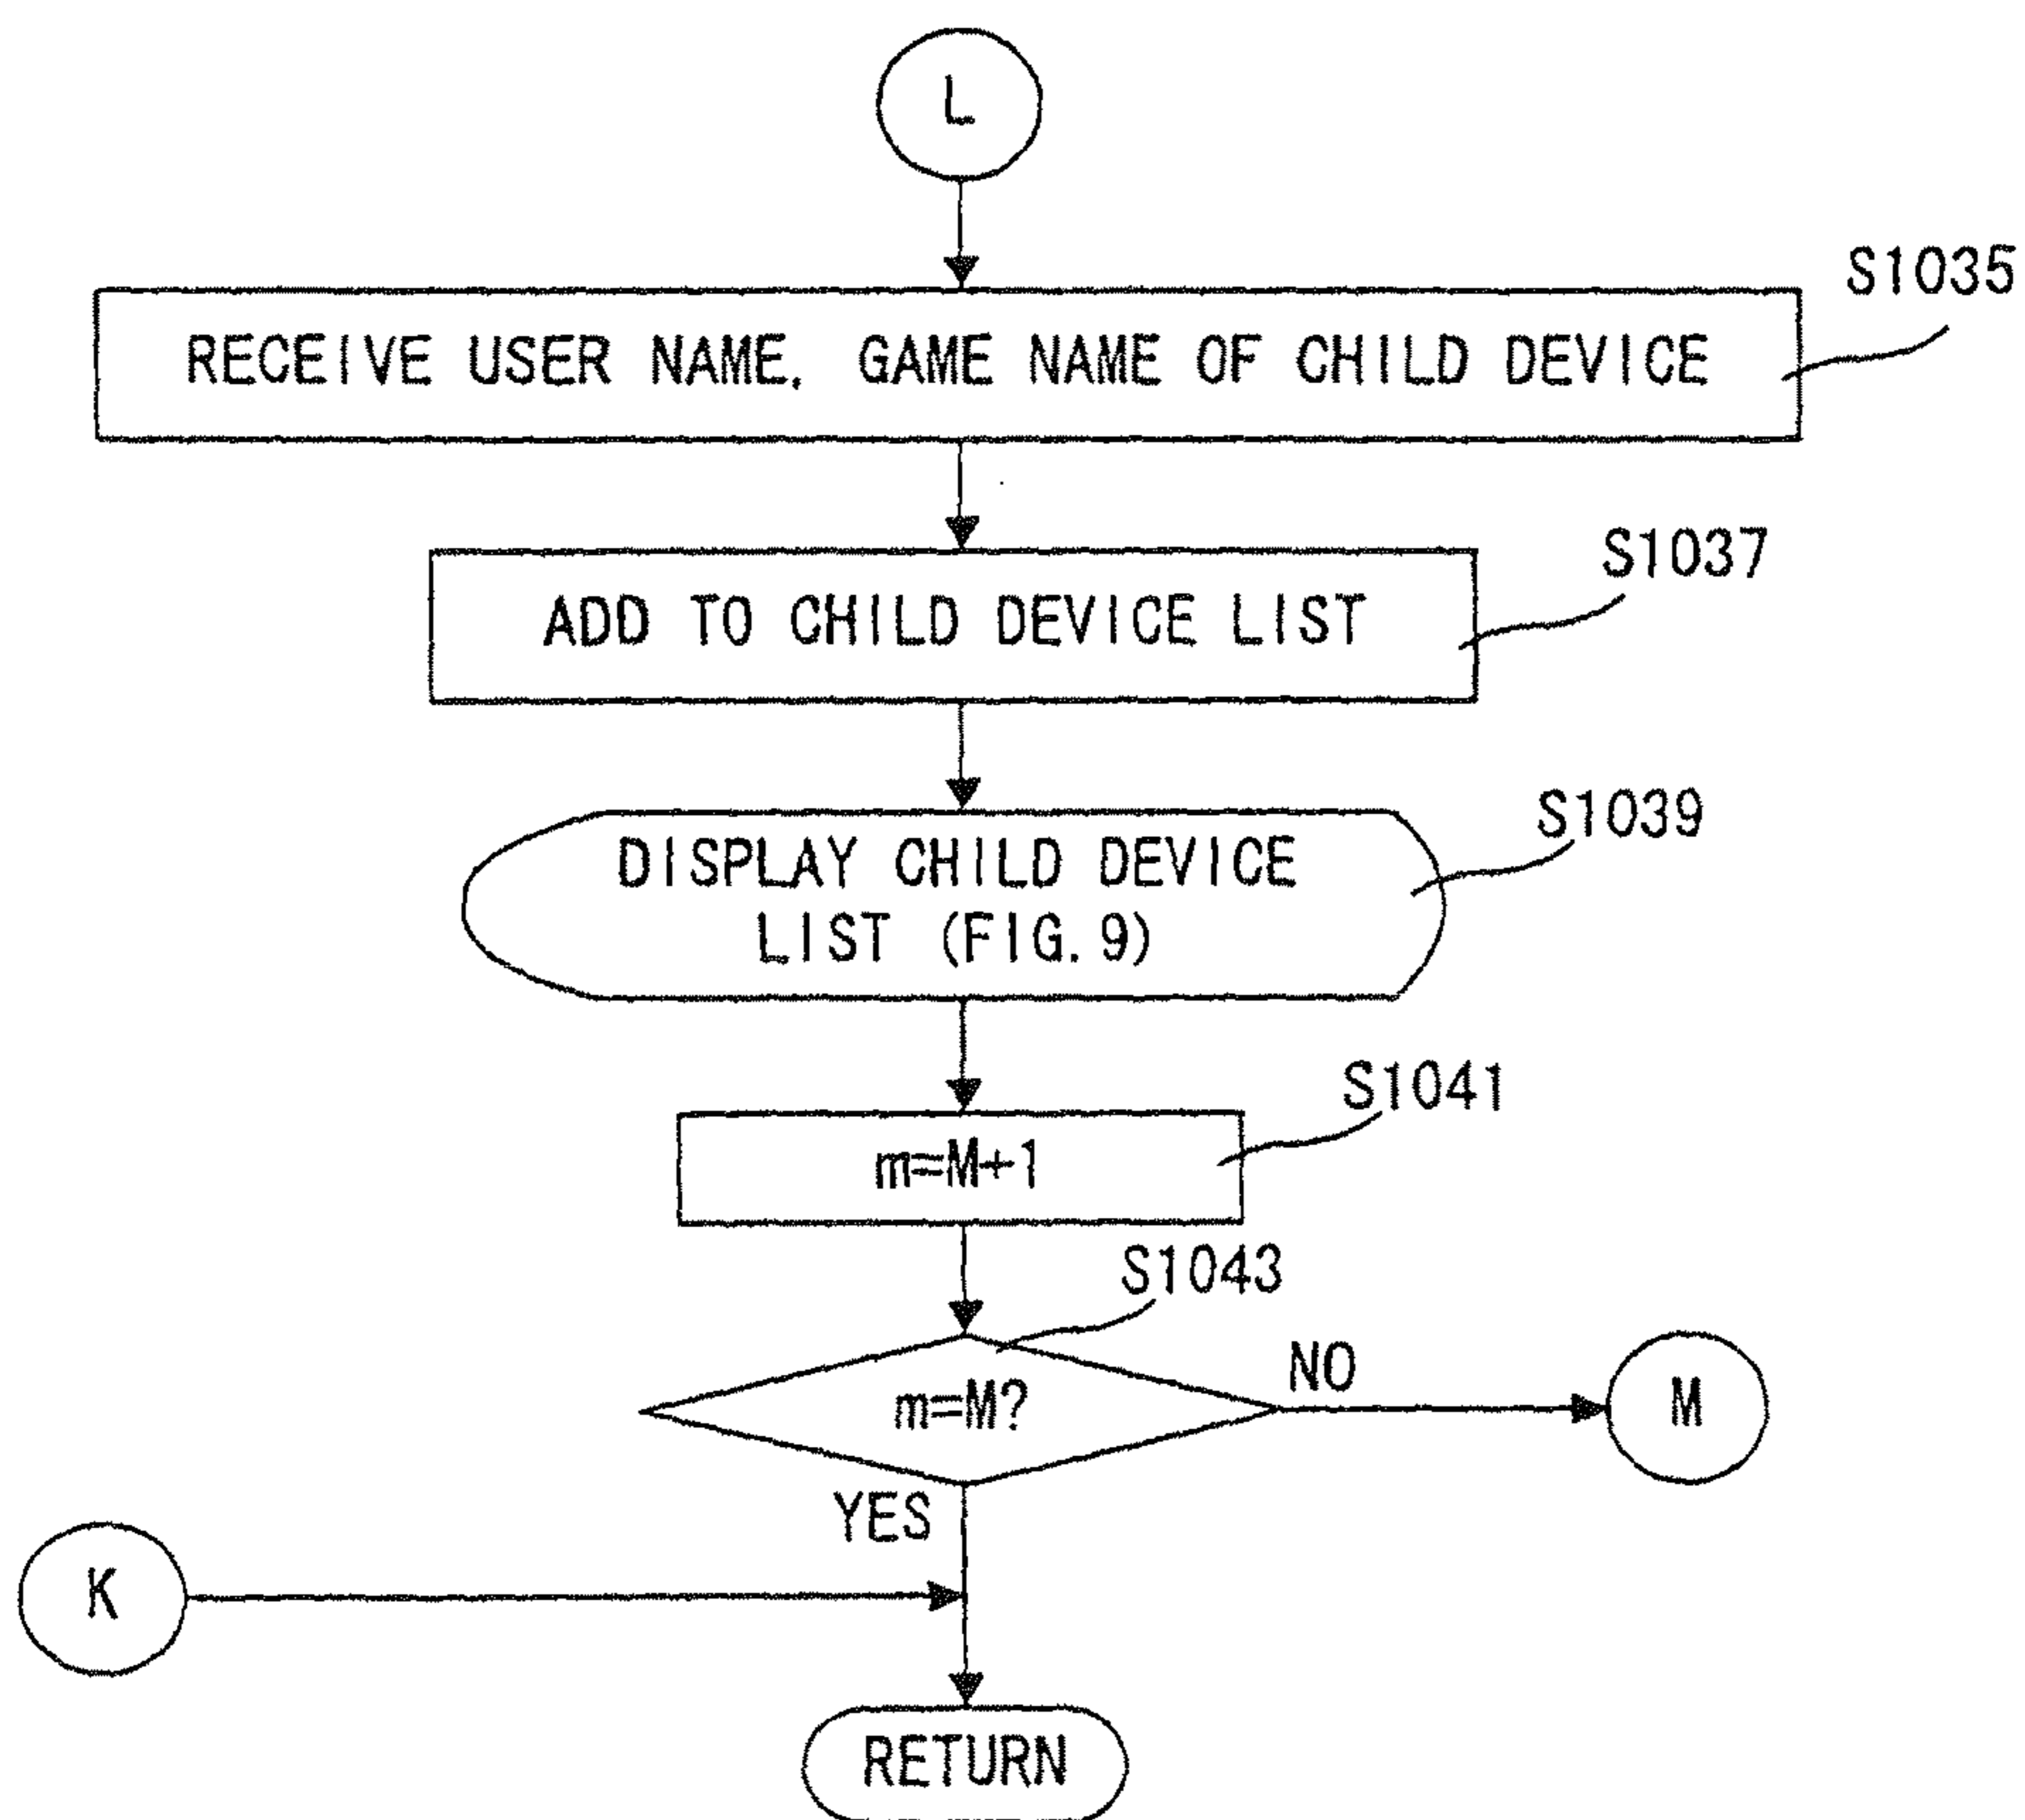 L
S1035
RECEIVE USER NAME, GAME NAME OF CHILD DEVICE
S1037
ADD TO CHILD DEVICE LIST
S1039
DISPLAY CHILD DEVICE
LIST (FIG. 9)
S1041
m=M+1
S1043
m=M?
NO
M
YES
K
RETURN